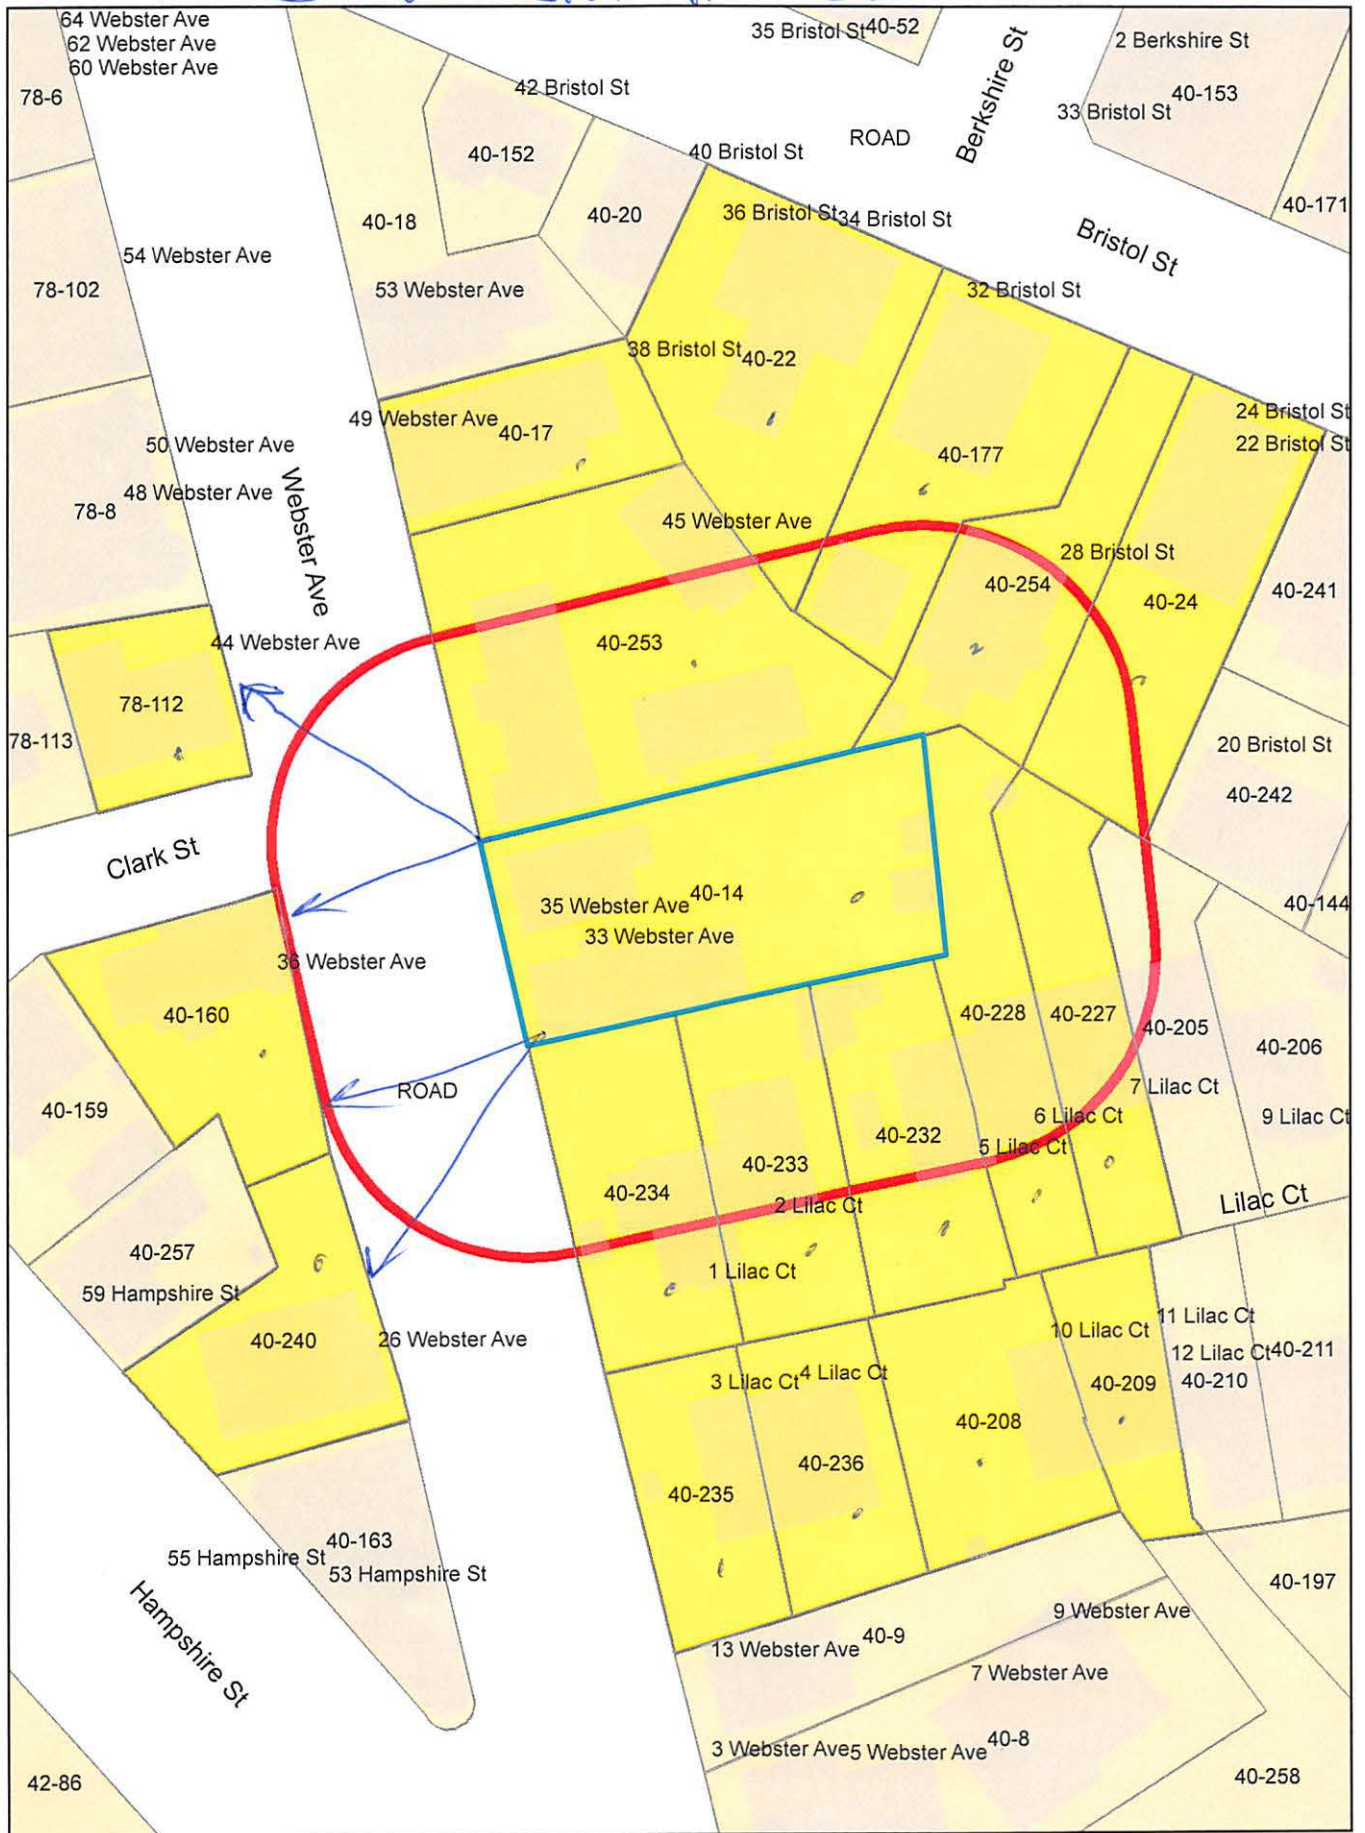 64 Webster Ave
62 Webster Ave
60 Webster Ave
35 Bristol St
40-52
2 Berkshire St
78-6
42 Bristol St
40-153
33 Bristol St
Berkshire St
ROAD
40-152
40 Bristol St
40-171
40-18
40-20
36 Bristol St
34 Bristol St
Bristol St
54 Webster Ave
78-102
53 Webster Ave
32 Bristol St
38 Bristol St
40-22
24 Bristol St
22 Bristol St
49 Webster Ave
40-17
50 Webster Ave
40-177
48 Webster Ave
78-8
Webster Ave
45 Webster Ave
28 Bristol St
40-254
40-24
40-241
44 Webster Ave
40-253
78-112
78-113
20 Bristol St
40-242
Clark St
35 Webster Ave
40-14
33 Webster Ave
40-144
36 Webster Ave
40-160
40-228
40-227
40-205
40-206
ROAD
40-159
7 Lilac Ct
6 Lilac Ct
9 Lilac Ct
40-232
5 Lilac Ct
40-233
40-234
2 Lilac Ct
Lilac Ct
40-257
1 Lilac Ct
59 Hampshire St
40-240
26 Webster Ave
10 Lilac Ct
11 Lilac Ct
12 Lilac Ct
40-211
3 Lilac Ct
4 Lilac Ct
40-209
40-210
40-208
40-236
40-235
40-163
55 Hampshire St
53 Hampshire St
40-197
Hampshire St
9 Webster Ave
13 Webster Ave
40-9
7 Webster Ave
3 Webster Ave
5 Webster Ave
40-8
42-86
40-258